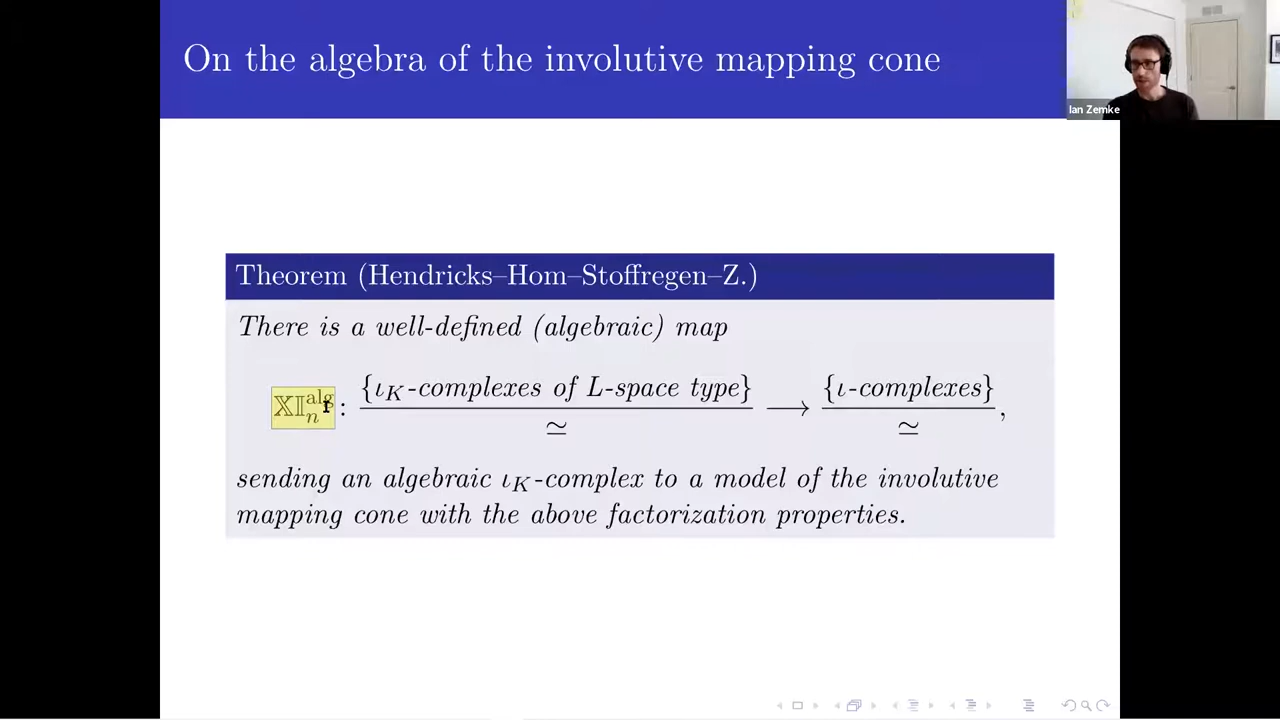 On the algebra of the involutive mapping cone
Ian Zemke
Theorem (Hendricks–Hom–Stoffregen–Z.)
There is a well-defined (algebraic) map
𝕏𝕀ₙ^alg : {ι_K-complexes of L-space type} / ≃ ⟶ {ι-complexes} / ≃ ,
sending an algebraic ι_K-complex to a model of the involutive
mapping cone with the above factorization properties.